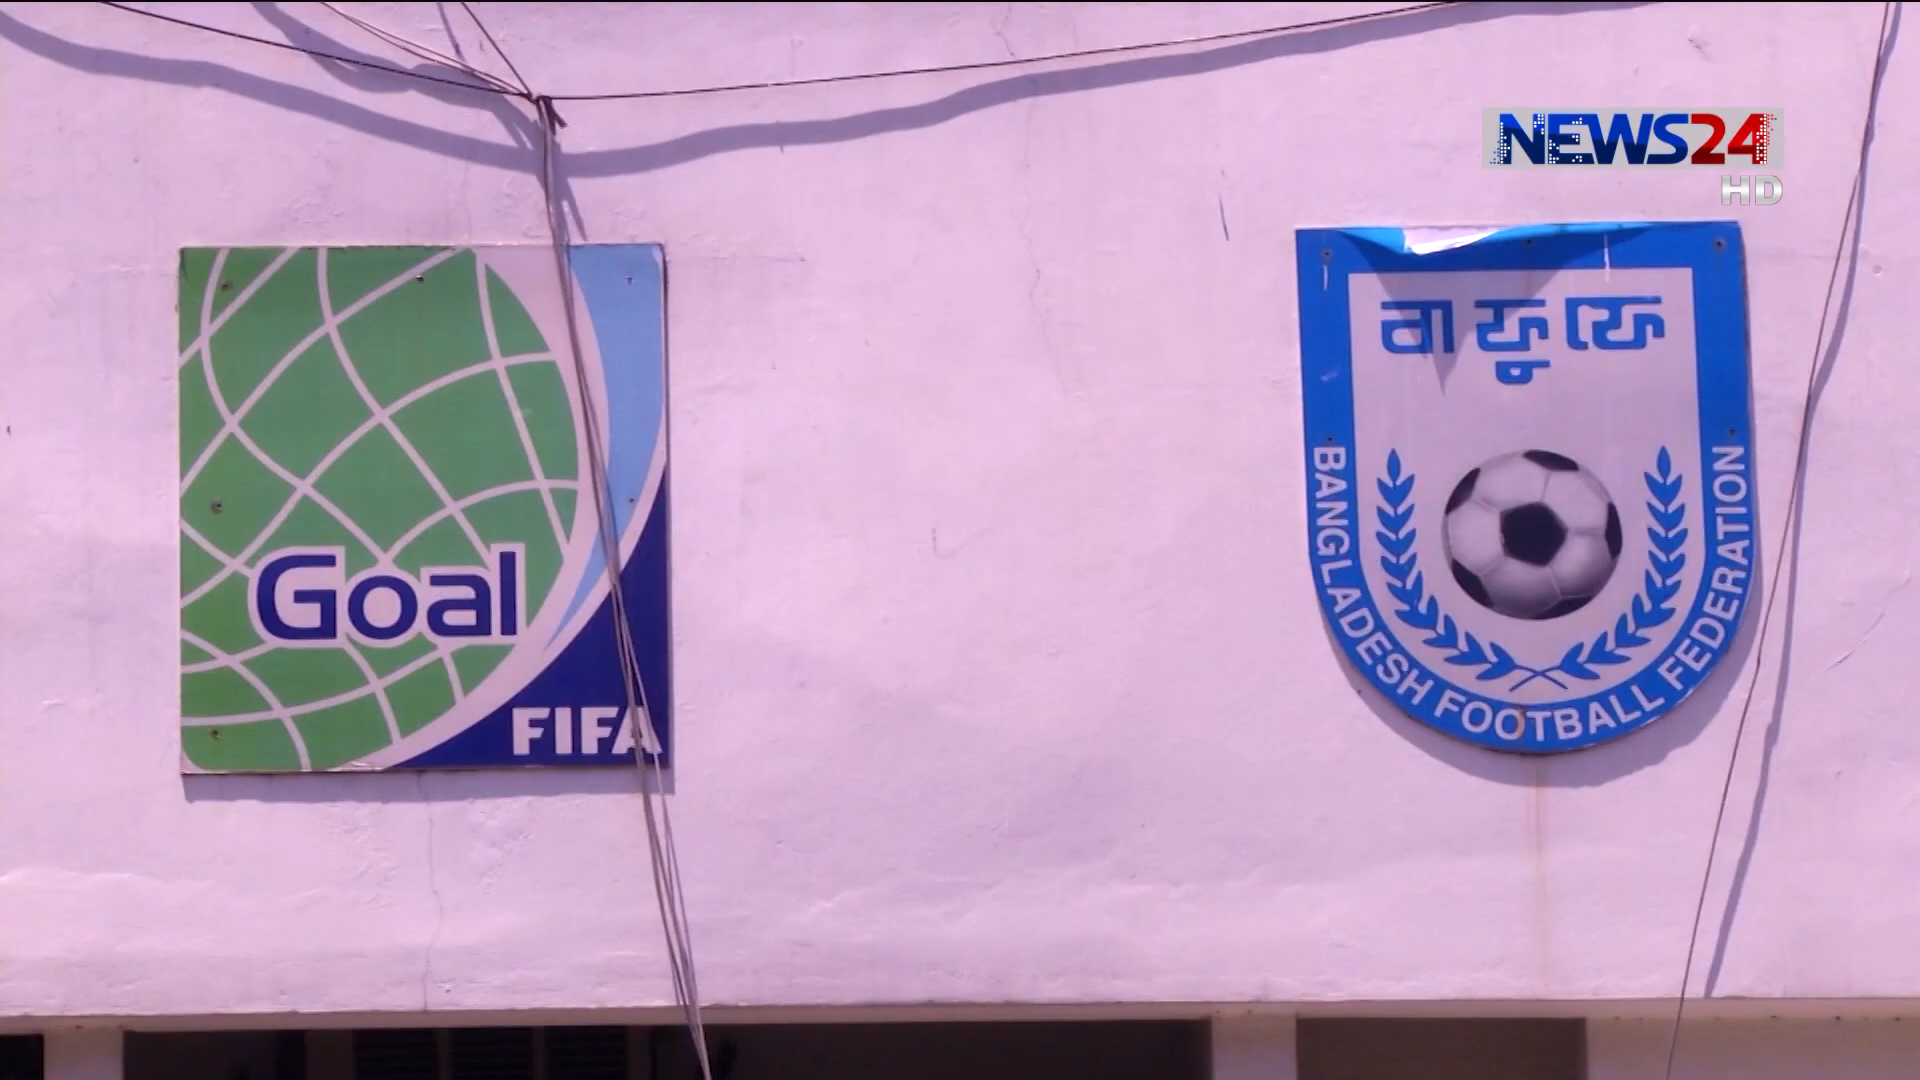 NEWS24
HD
Goal
FIFA
বাফুফে
BANGLADESH FOOTBALL FEDERATION